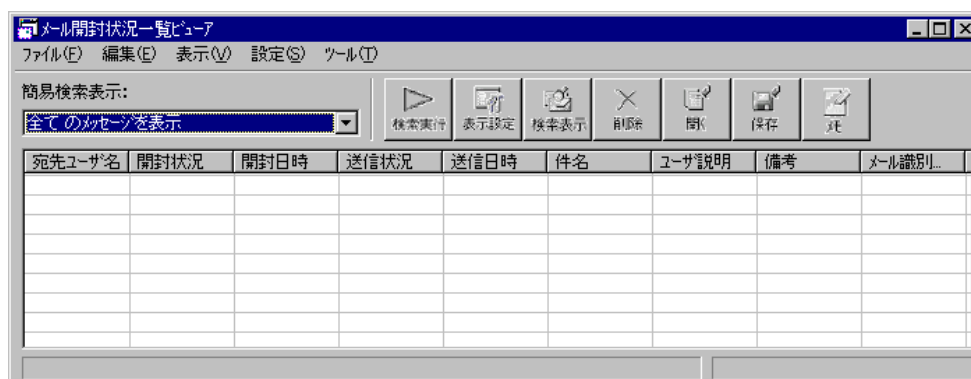 メール開封状況一覧ビューア
ファイル(F) 編集(E) 表示(V) 設定(S) ツール(T)
簡易検索表示:
全てのメッセージを表示
検索実行 表示設定 検索表示 削除 開く 保存 メモ
宛先ユーザ名 開封状況 開封日時 送信状況 送信日時 件名 ユーザ説明 備考 メール識別...